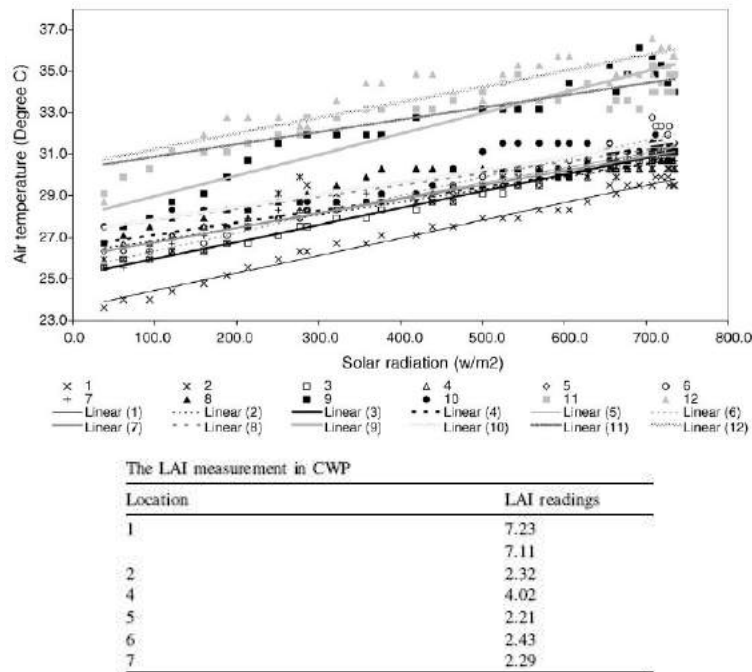 37.0
35.0
33.0
31.0
29.0
27.0
25.0
23.0
Air temperature (Degree C)
0.0 100.0 200.0 300.0 400.0 500.0 600.0 700.0 800.0
Solar radiation (w/m2)
1 2 3 4 5 6
7 8 9 10 11 12
Linear (1) Linear (2) Linear (3) Linear (4) Linear (5) Linear (6)
Linear (7) Linear (8) Linear (9) Linear (10) Linear (11) Linear (12)
The LAI measurement in CWP
Location LAI readings
1 7.23
7.11
2 2.32
4 4.02
5 2.21
6 2.43
7 2.29